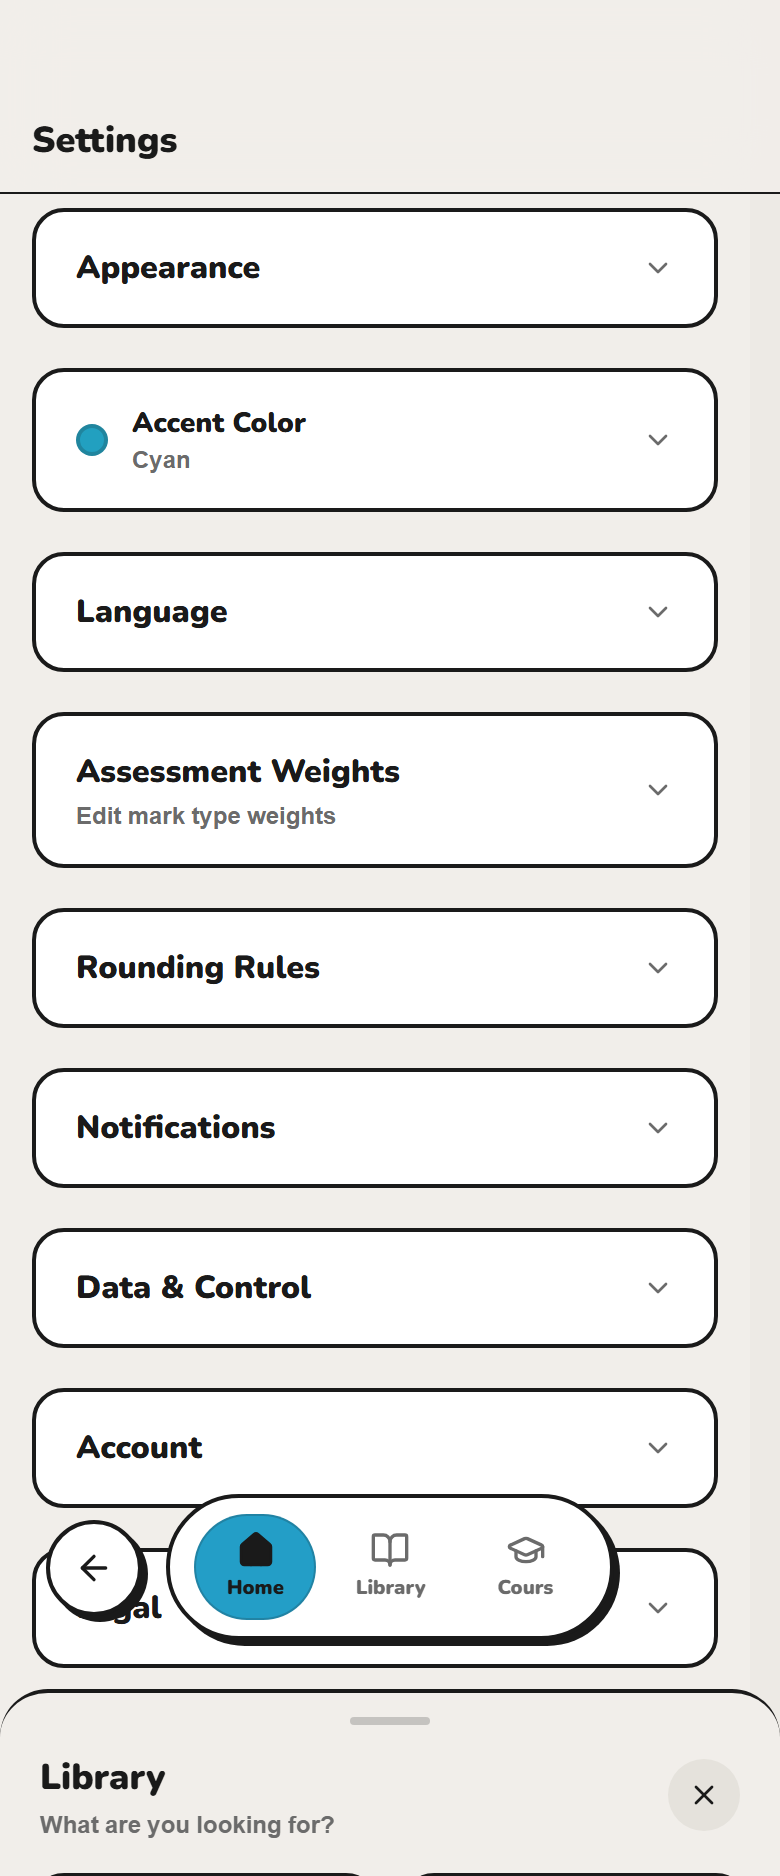 Settings
Appearance
Accent Color
Cyan
Language
Assessment Weights
Edit mark type weights
Rounding Rules
Notifications
Data & Control
Account
gal
Home
Library
Cours
Library
What are you looking for?